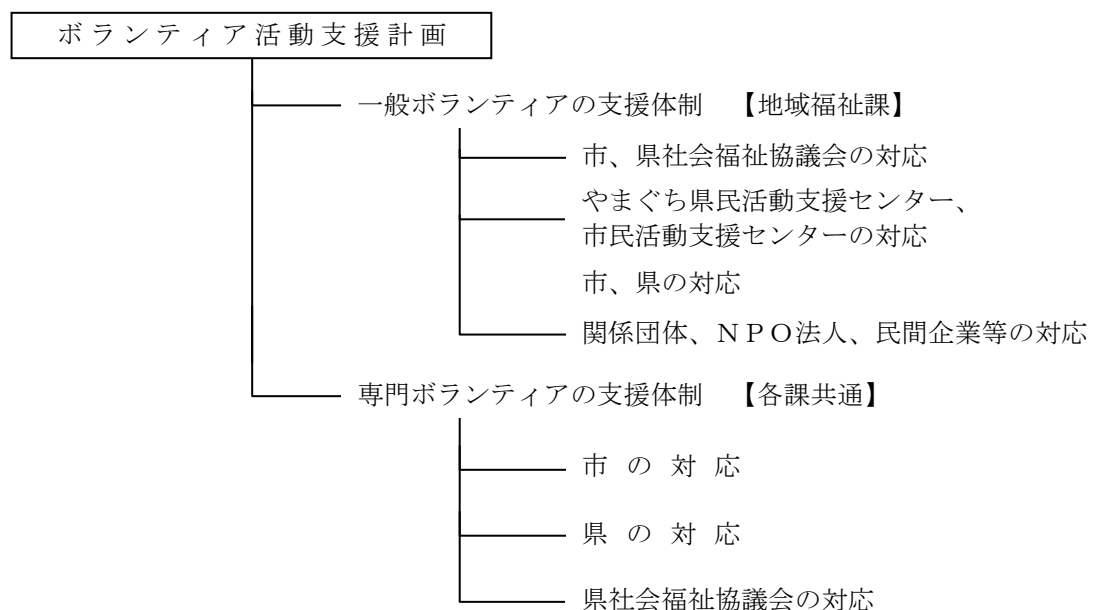 ボランティア活動支援計画
一般ボランティアの支援体制 【地域福祉課】
市、県社会福祉協議会の対応
やまぐち県民活動支援センター、
市民活動支援センターの対応
市、県の対応
関係団体、ＮＰＯ法人、民間企業等の対応
専門ボランティアの支援体制 【各課共通】
市 の 対 応
県 の 対 応
県社会福祉協議会の対応